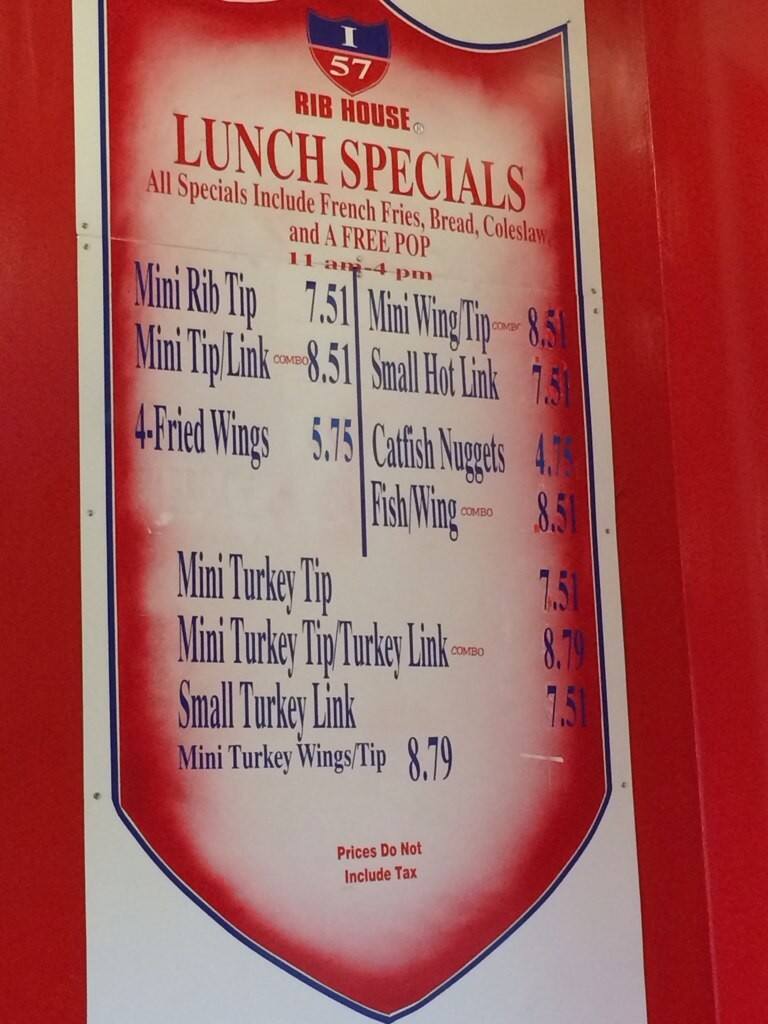 I
57
RIB HOUSE®
LUNCH SPECIALS
All Specials Include French Fries, Bread, Coleslaw,
and A FREE POP
11 am-4 pm
Mini Rib Tip 7.51
Mini Tip/Link COMBO 8.51
4-Fried Wings 5.75
Mini Wing/Tip COMBO 8.51
Small Hot Link 7.51
Catfish Nuggets 4.75
Fish/Wing COMBO 8.51
Mini Turkey Tip 7.51
Mini Turkey Tip/Turkey Link COMBO 8.79
Small Turkey Link 7.51
Mini Turkey Wings/Tip 8.79
Prices Do Not
Include Tax